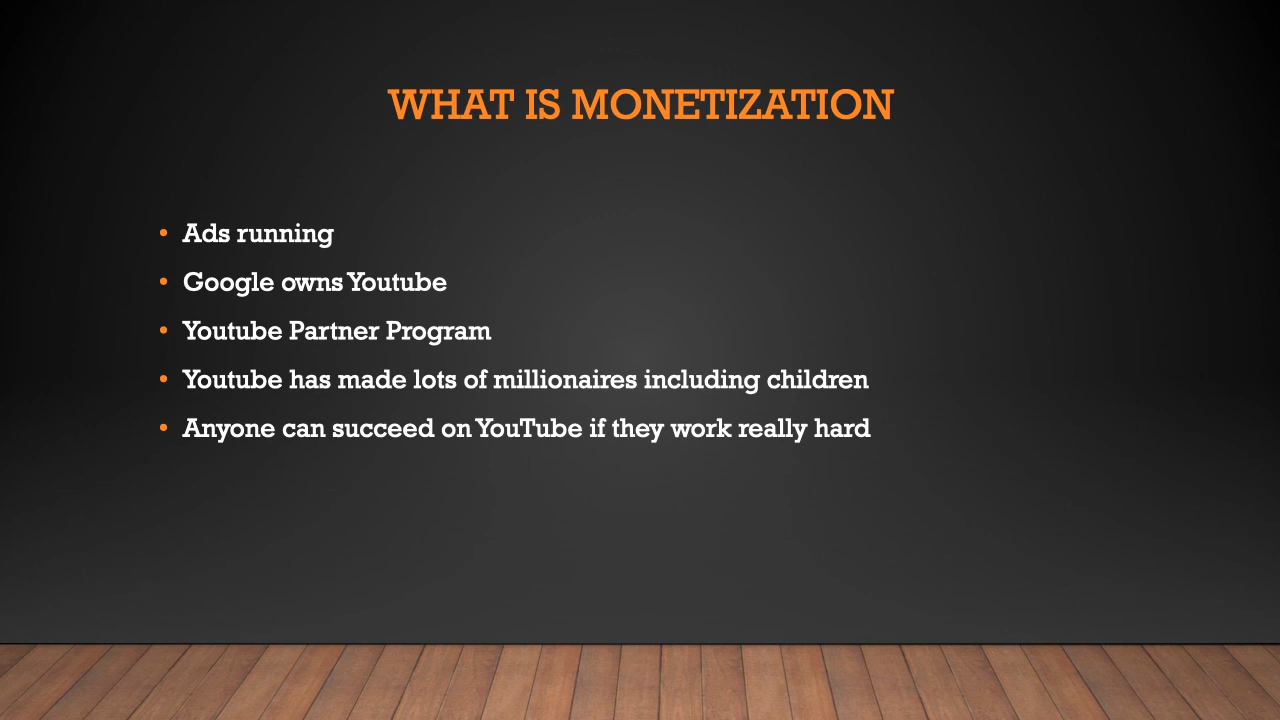 WHAT IS MONETIZATION
• Ads running
• Google owns Youtube
• Youtube Partner Program
• Youtube has made lots of millionaires including children
• Anyone can succeed on YouTube if they work really hard